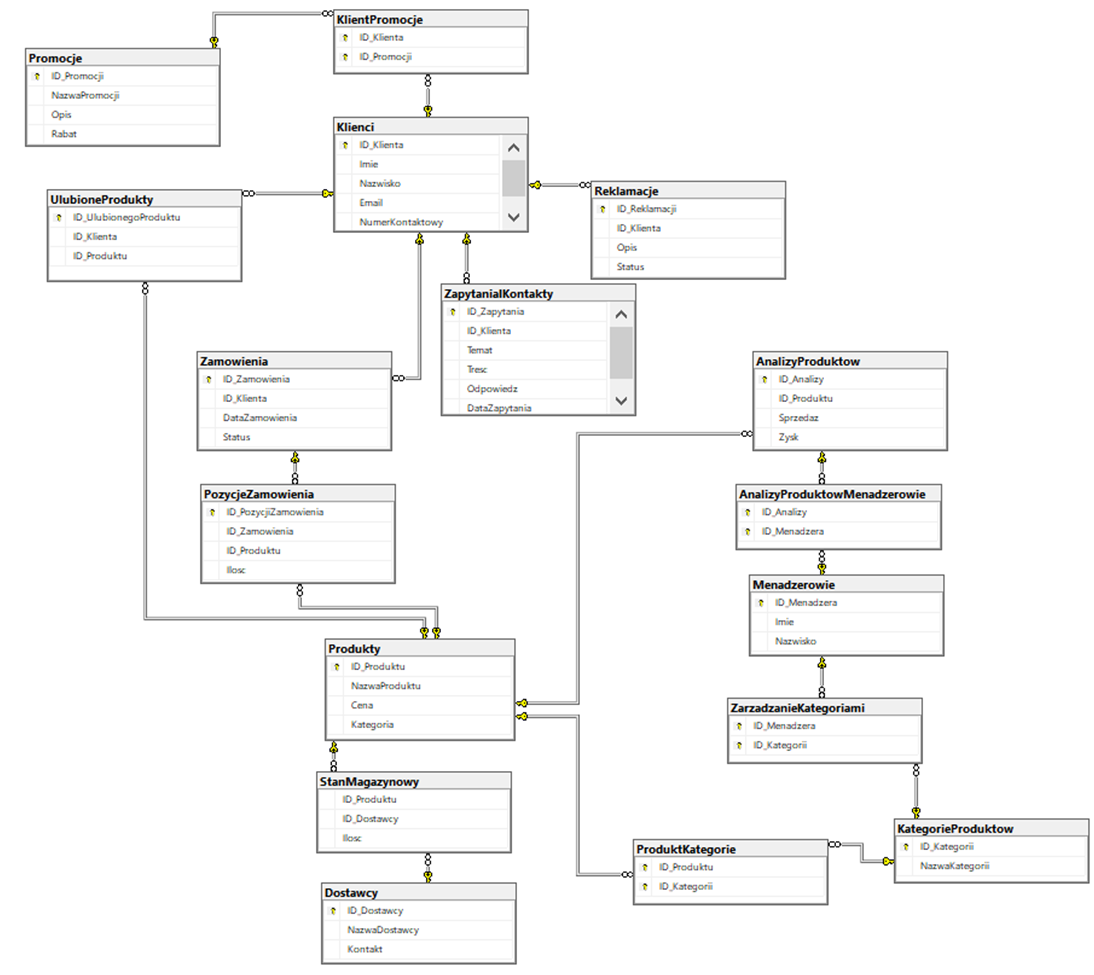 KlientPromocje
ID_Klienta
ID_Promocji
Promocje
ID_Promocji
NazwaPromocji
Opis
Rabat
Klienci
ID_Klienta
Imie
Nazwisko
Email
NumerKontaktowy
UlubioneProdukty
ID_UlubionegoProduktu
ID_Klienta
ID_Produktu
Reklamacje
ID_Reklamacji
ID_Klienta
Opis
Status
ZapytaniaIKontakty
ID_Zapytania
ID_Klienta
Temat
Tresc
Odpowiedz
DataZapytania
Zamowienia
ID_Zamowienia
ID_Klienta
DataZamowienia
Status
AnalizyProduktow
ID_Analizy
ID_Produktu
Sprzedaz
Zysk
PozycjeZamowienia
ID_PozycjiZamowienia
ID_Zamowienia
ID_Produktu
Ilosc
AnalizyProduktowMenadzerowie
ID_Analizy
ID_Menadzera
Menadzerowie
ID_Menadzera
Imie
Nazwisko
Produkty
ID_Produktu
NazwaProduktu
Cena
Kategoria
ZarzadzanieKategoriami
ID_Menadzera
ID_Kategorii
StanMagazynowy
ID_Produktu
ID_Dostawcy
Ilosc
KategorieProduktow
ID_Kategorii
NazwaKategorii
ProduktKategorie
ID_Produktu
ID_Kategorii
Dostawcy
ID_Dostawcy
NazwaDostawcy
Kontakt